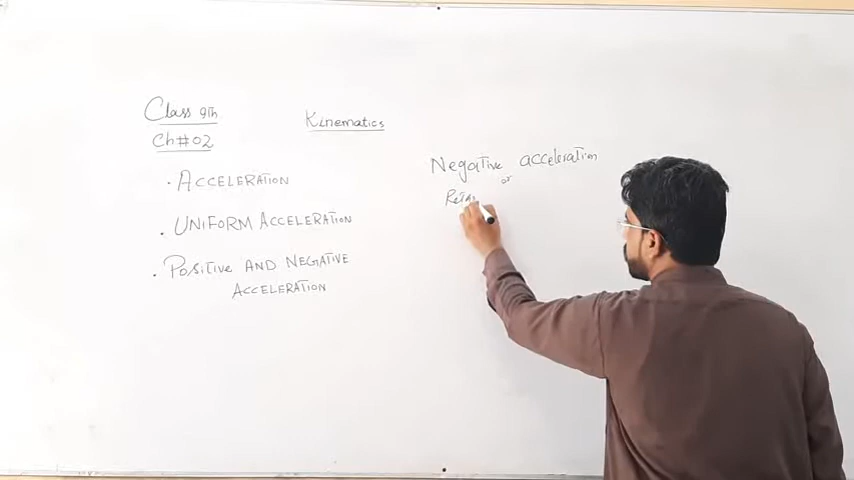 Class 9th
Ch#02
Kinematics
• ACCELERATION
• UNIFORM ACCELERATION
• POSITIVE AND NEGATIVE
ACCELERATION
Negative acceleration
or